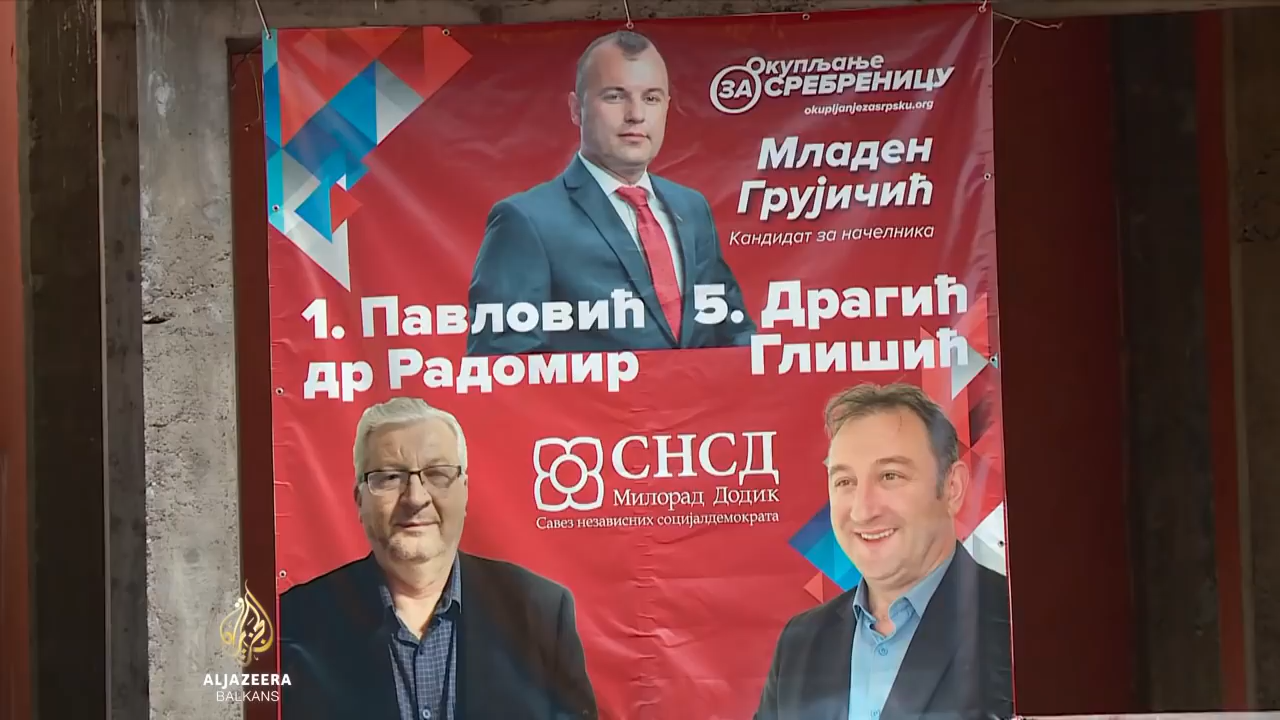 Окупљање
ЗА СРЕБРЕНИЦУ
okupljanjezasrpsku.org
Младен
Грујичић
Кандидат за начелника
1. Павловић
др Радомир
5. Драгић
Глишић
СНСД
Милорад Додик
Савез независних социјалдемократа
ALJAZEERA
BALKANS